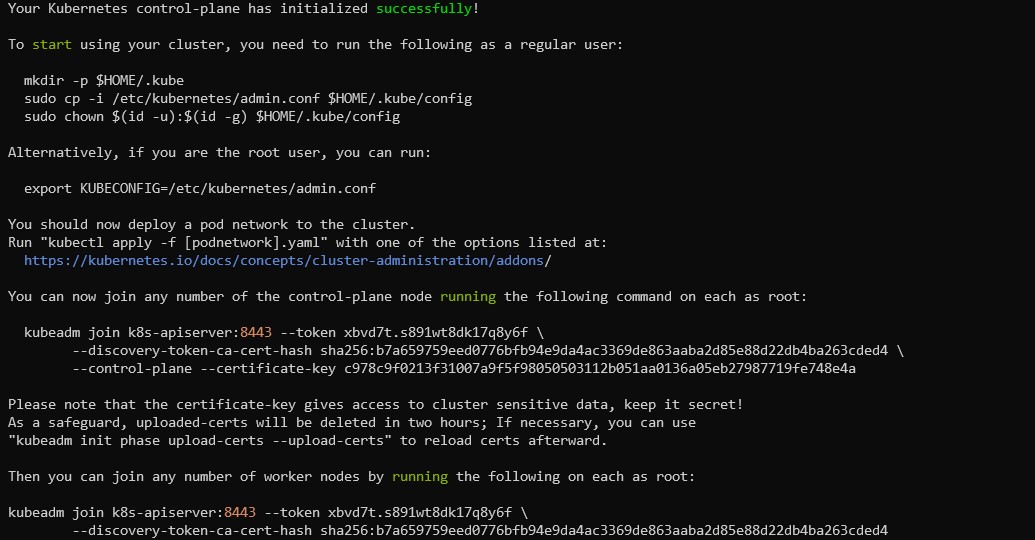 Your Kubernetes control-plane has initialized successfully!
To start using your cluster, you need to run the following as a regular user:
mkdir -p $HOME/.kube
sudo cp -i /etc/kubernetes/admin.conf $HOME/.kube/config
sudo chown $(id -u):$(id -g) $HOME/.kube/config
Alternatively, if you are the root user, you can run:
export KUBECONFIG=/etc/kubernetes/admin.conf
You should now deploy a pod network to the cluster.
Run "kubectl apply -f [podnetwork].yaml" with one of the options listed at:
https://kubernetes.io/docs/concepts/cluster-administration/addons/
You can now join any number of the control-plane node running the following command on each as root:
kubeadm join k8s-apiserver:8443 --token xbvd7t.s891wt8dk17q8y6f \
--discovery-token-ca-cert-hash sha256:b7a659759eed0776bfb94e9da4ac3369de863aaba2d85e88d22db4ba263cded4 \
--control-plane --certificate-key c978c9f0213f31007a9f5f98050503112b051aa0136a05eb27987719fe748e4a
Please note that the certificate-key gives access to cluster sensitive data, keep it secret!
As a safeguard, uploaded-certs will be deleted in two hours; If necessary, you can use
"kubeadm init phase upload-certs --upload-certs" to reload certs afterward.
Then you can join any number of worker nodes by running the following on each as root:
kubeadm join k8s-apiserver:8443 --token xbvd7t.s891wt8dk17q8y6f \
--discovery-token-ca-cert-hash sha256:b7a659759eed0776bfb94e9da4ac3369de863aaba2d85e88d22db4ba263cded4